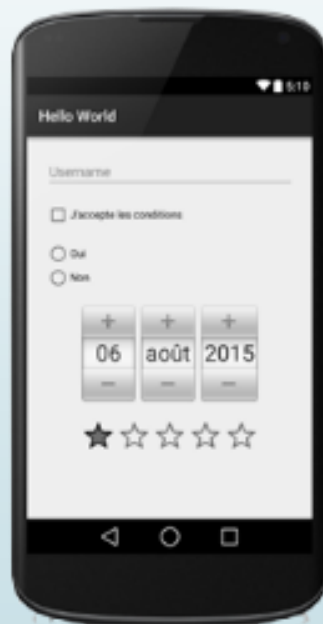 5:10
Hello World
Username
J'accepte les conditions
Oui
Non
+ + +
06 août 2015
- - -